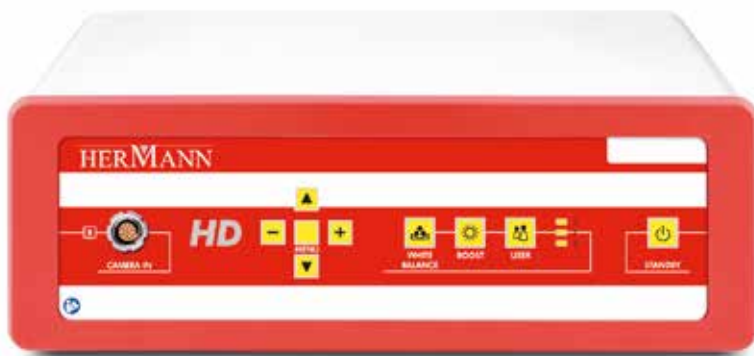 HERMANN
HD
MENU
CAMERA IN
WHITE BALANCE
BOOST
USER
STANDBY